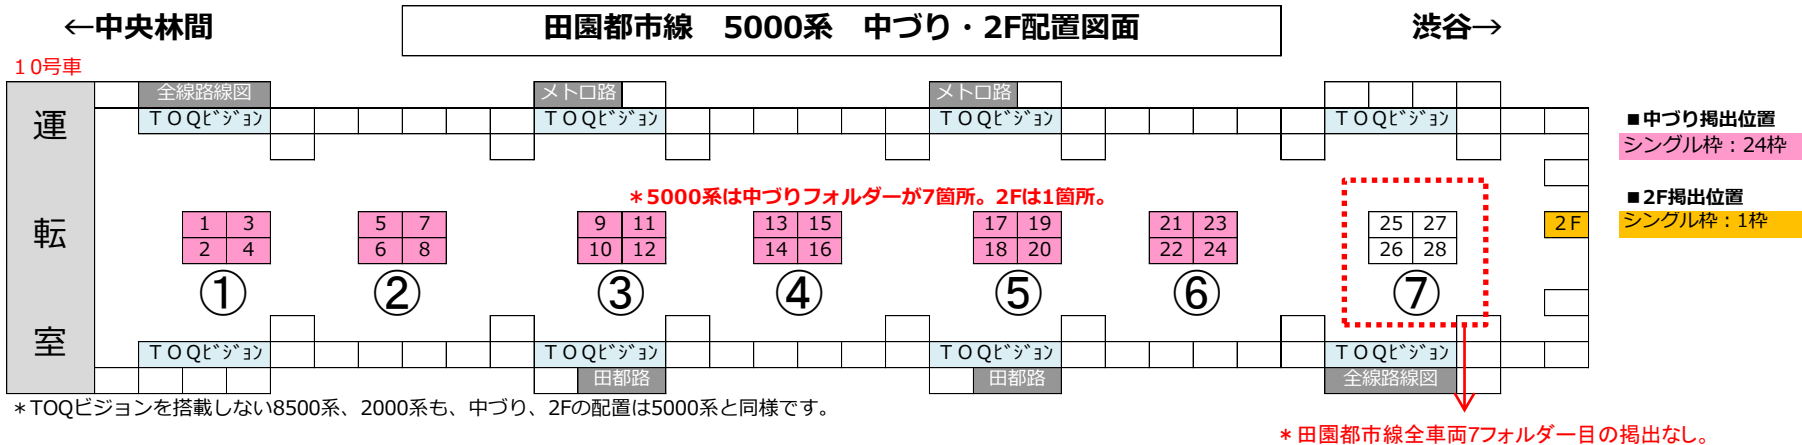 ←中央林間
田園都市線　5000系　中づり・2F配置図面
渋谷→
10号車
運転室
全線路線図
メトロ路
メトロ路
TOQビジョン
TOQビジョン
TOQビジョン
TOQビジョン
■中づり掲出位置
シングル枠：24枠
＊5000系は中づりフォルダーが7箇所。2Fは1箇所。
■2F掲出位置
シングル枠：1枠
1 3 5 7 9 11 13 15 17 19 21 23 25 27 2F
2 4 6 8 10 12 14 16 18 20 22 24 26 28
① ② ③ ④ ⑤ ⑥ ⑦
TOQビジョン
TOQビジョン
TOQビジョン
TOQビジョン
田都路
田都路
全線路線図
＊TOQビジョンを搭載しない8500系、2000系も、中づり、2Fの配置は5000系と同様です。
＊田園都市線全車両7フォルダー目の掲出なし。